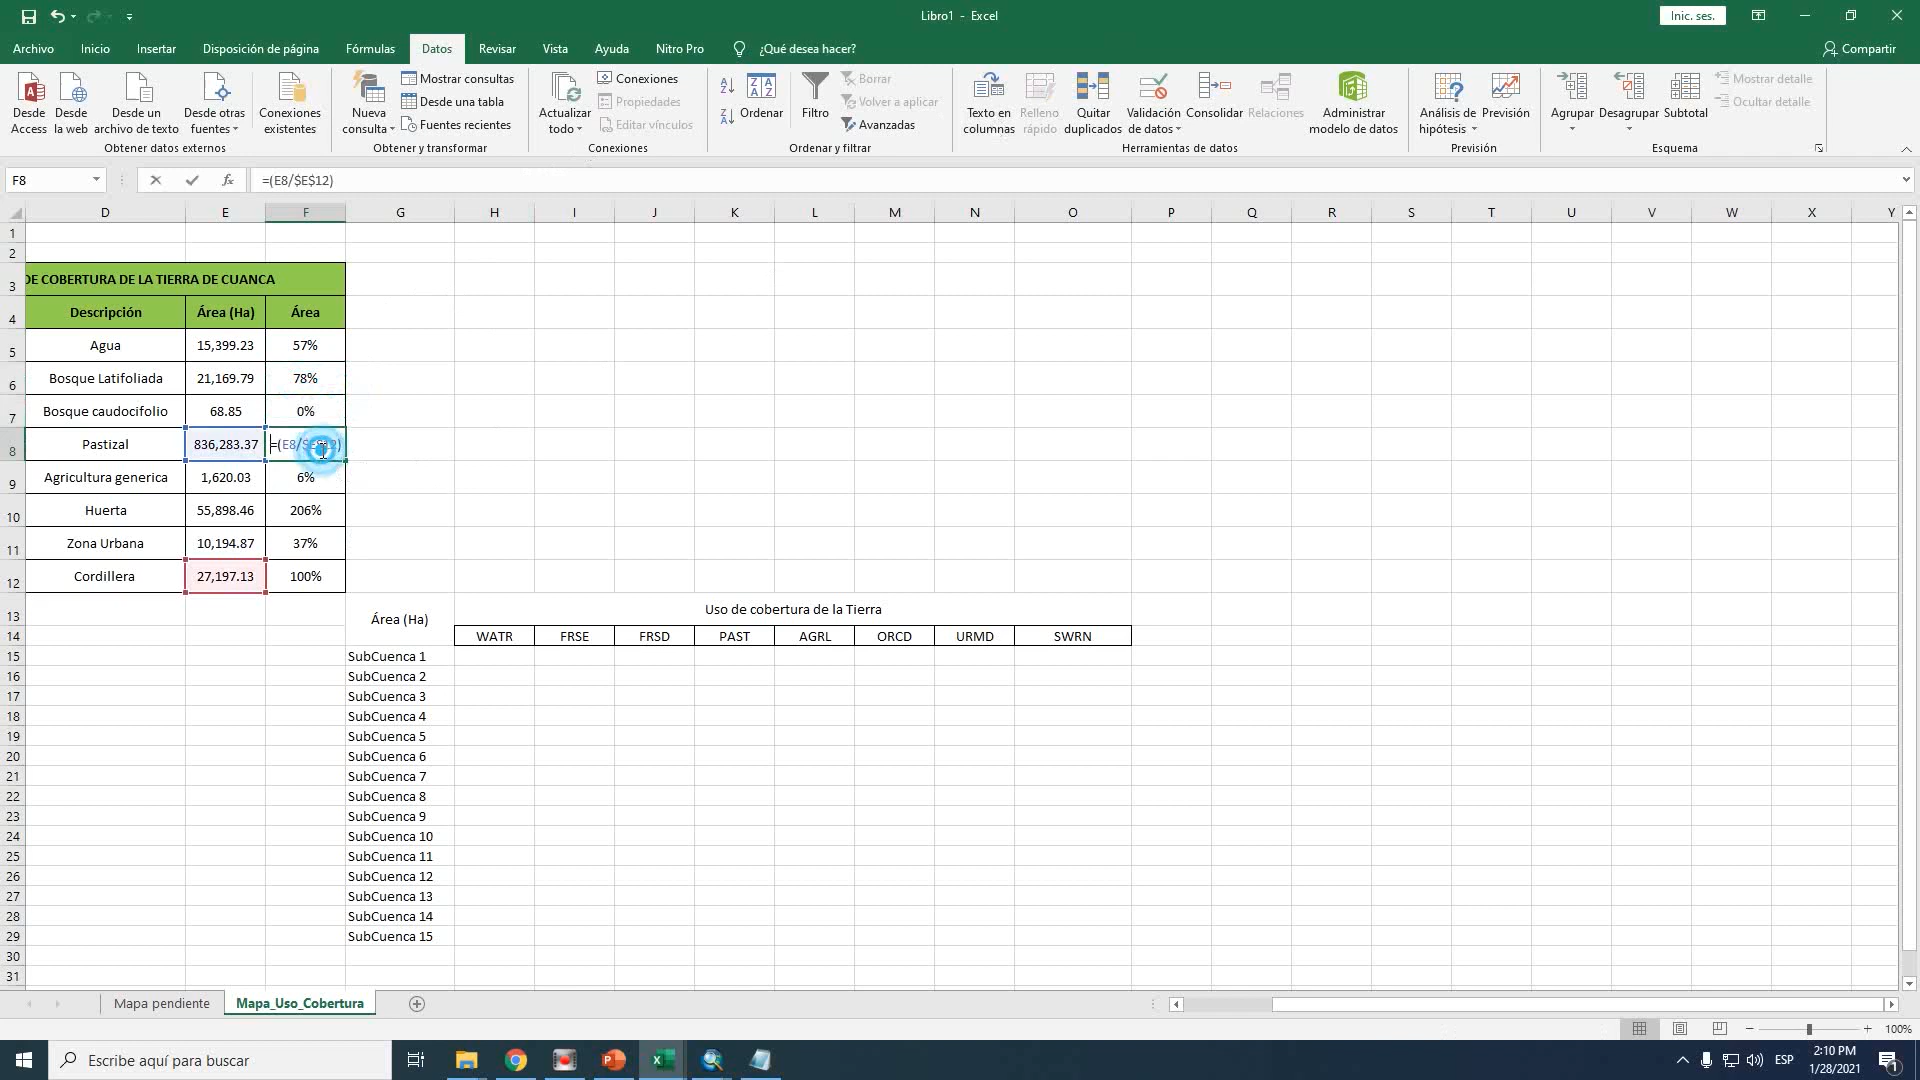 Libro1 - Excel
Inic. ses.
Archivo Inicio Insertar Disposición de página Fórmulas Datos Revisar Vista Ayuda Nitro Pro ¿Qué desea hacer? Compartir
Desde Access
Desde la web
Desde un archivo de texto
Desde otras fuentes
Conexiones existentes
Obtener datos externos
Nueva consulta
Mostrar consultas
Desde una tabla
Fuentes recientes
Obtener y transformar
Actualizar todo
Conexiones
Propiedades
Editar vínculos
Conexiones
Ordenar
Filtro
Borrar
Volver a aplicar
Avanzadas
Ordenar y filtrar
Texto en columnas
Relleno rápido
Quitar duplicados
Validación de datos
Consolidar
Relaciones
Administrar modelo de datos
Herramientas de datos
Análisis de hipótesis
Previsión
Previsión
Agrupar
Desagrupar
Subtotal
Mostrar detalle
Ocultar detalle
Esquema
F8 fx =(E8/$E$12)
D E F G H I J K L M N O P Q R S T U V W X Y
1
2
3 DE COBERTURA DE LA TIERRA DE CUANCA
4 Descripción Área (Ha) Área
5 Agua 15,399.23 57%
6 Bosque Latifoliada 21,169.79 78%
7 Bosque caudocifolio 68.85 0%
8 Pastizal 836,283.37 =(E8/$E$12)
9 Agricultura generica 1,620.03 6%
10 Huerta 55,898.46 206%
11 Zona Urbana 10,194.87 37%
12 Cordillera 27,197.13 100%
13 Área (Ha) Uso de cobertura de la Tierra
14 WATR FRSE FRSD PAST AGRL ORCD URMD SWRN
15 SubCuenca 1
16 SubCuenca 2
17 SubCuenca 3
18 SubCuenca 4
19 SubCuenca 5
20 SubCuenca 6
21 SubCuenca 7
22 SubCuenca 8
23 SubCuenca 9
24 SubCuenca 10
25 SubCuenca 11
26 SubCuenca 12
27 SubCuenca 13
28 SubCuenca 14
29 SubCuenca 15
30
31
Mapa pendiente Mapa_Uso_Cobertura
100%
Escribe aquí para buscar
ESP
2:10 PM
1/28/2021
1